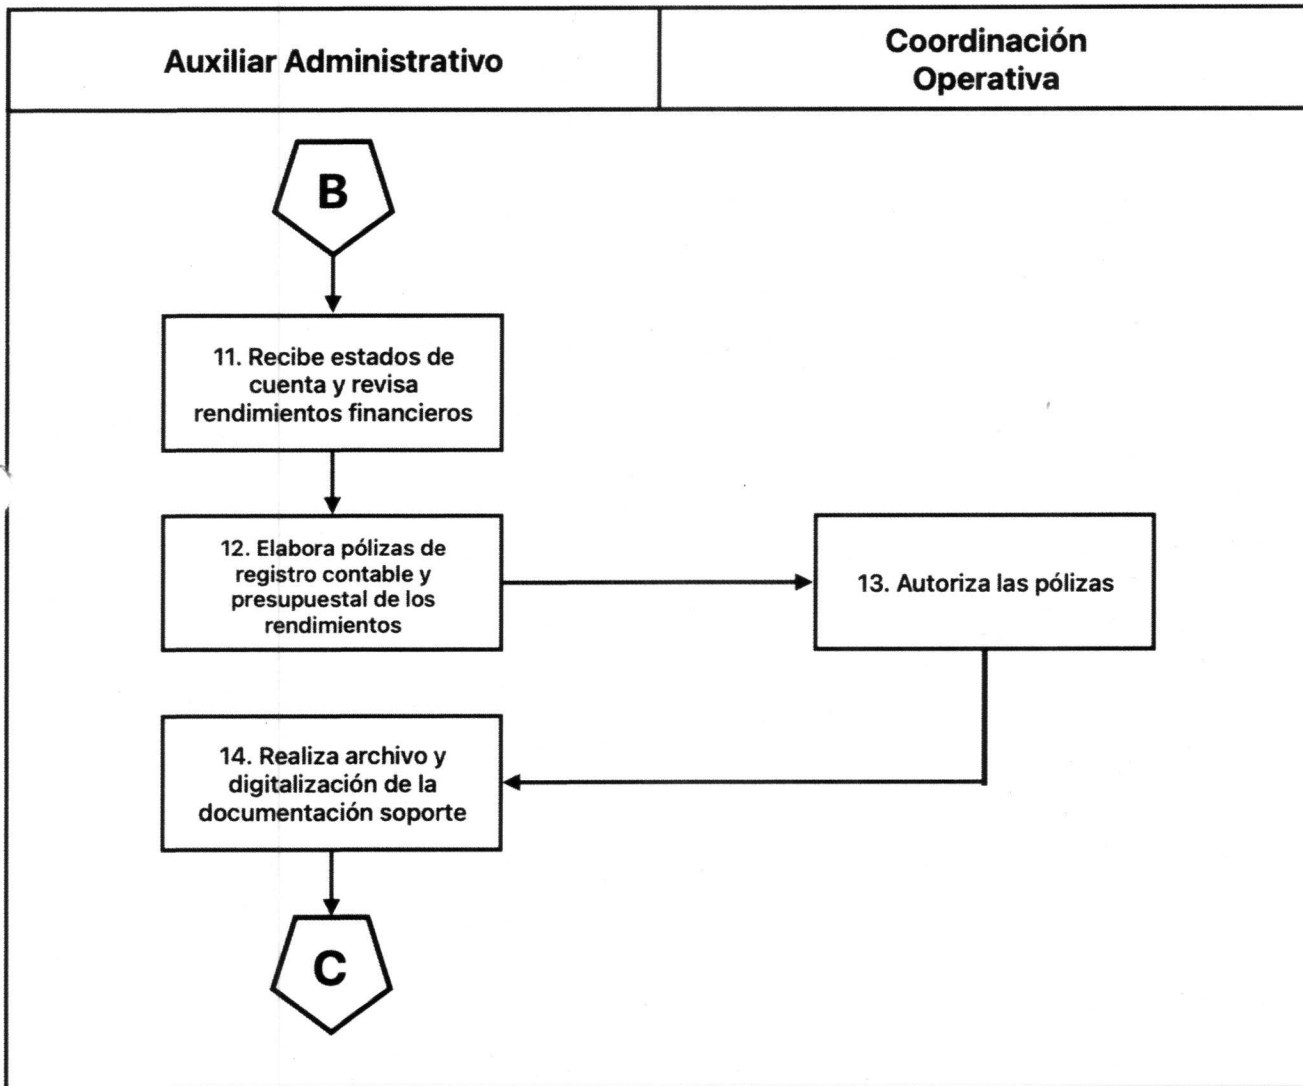 Auxiliar Administrativo
Coordinación
Operativa
B
11. Recibe estados de
cuenta y revisa
rendimientos financieros
12. Elabora pólizas de
registro contable y
presupuestal de los
rendimientos
13. Autoriza las pólizas
14. Realiza archivo y
digitalización de la
documentación soporte
C